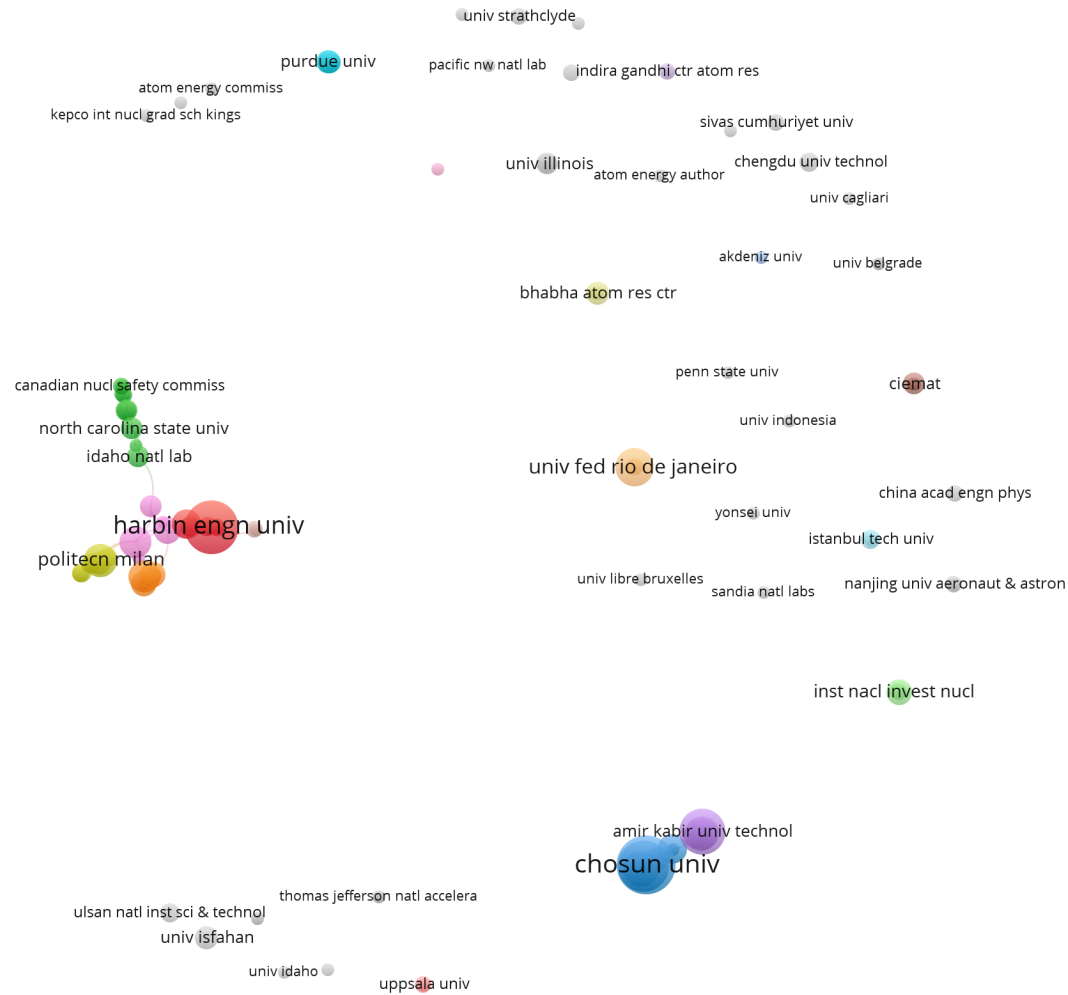 univ strathclyde
purdue univ
pacific nw natl lab
indira gandhi ctr atom res
atom energy commiss
kepco int nucl grad sch kings
sivas cumhuriyet univ
univ illinois
chengdu univ technol
atom energy author
univ cagliari
akdeniz univ
univ belgrade
bhabha atom res ctr
penn state univ
ciemat
canadian nucl safety commiss
univ indonesia
north carolina state univ
idaho natl lab
univ fed rio de janeiro
china acad engn phys
yonsei univ
harbin engn univ
istanbul tech univ
politecn milan
univ libre bruxelles
sandia natl labs
nanjing univ aeronaut & astron
inst nacl invest nucl
amir kabir univ technol
chosun univ
thomas jefferson natl accelera
ulsan natl inst sci & technol
univ isfahan
univ idaho
uppsala univ